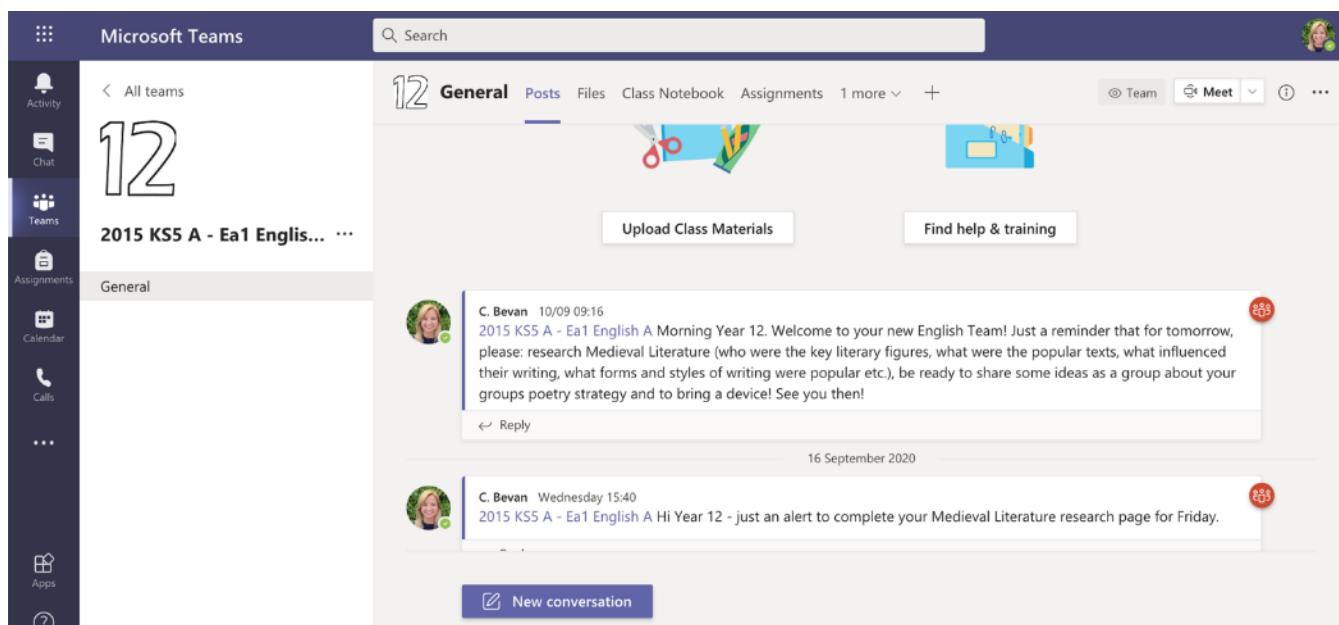 Microsoft Teams
Search
Activity
Chat
Teams
Assignments
Calendar
Calls
Apps
All teams
12
2015 KS5 A - Ea1 Englis... ...
General
12 General Posts Files Class Notebook Assignments 1 more +
Team Meet ...
Upload Class Materials
Find help & training
C. Bevan 10/09 09:16
2015 KS5 A - Ea1 English A Morning Year 12. Welcome to your new English Team! Just a reminder that for tomorrow,
please: research Medieval Literature (who were the key literary figures, what were the popular texts, what influenced
their writing, what forms and styles of writing were popular etc.), be ready to share some ideas as a group about your
groups poetry strategy and to bring a device! See you then!
Reply
16 September 2020
C. Bevan Wednesday 15:40
2015 KS5 A - Ea1 English A Hi Year 12 - just an alert to complete your Medieval Literature research page for Friday.
New conversation